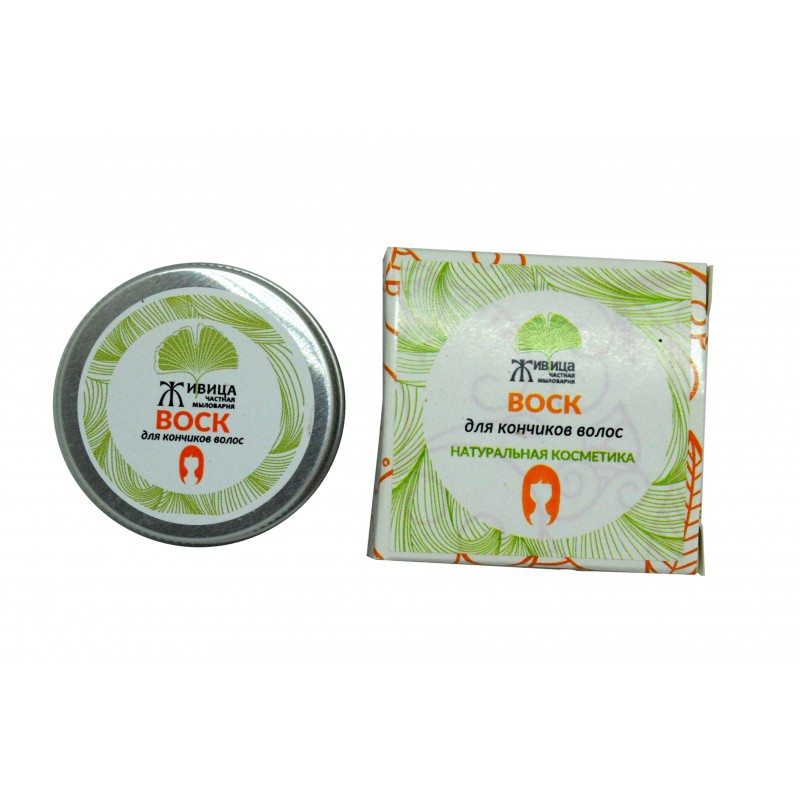 Живица
частная
мыловарня
ВОСК
для кончиков волос
Живица
частная
мыловарня
ВОСК
для кончиков волос
НАТУРАЛЬНАЯ КОСМЕТИКА